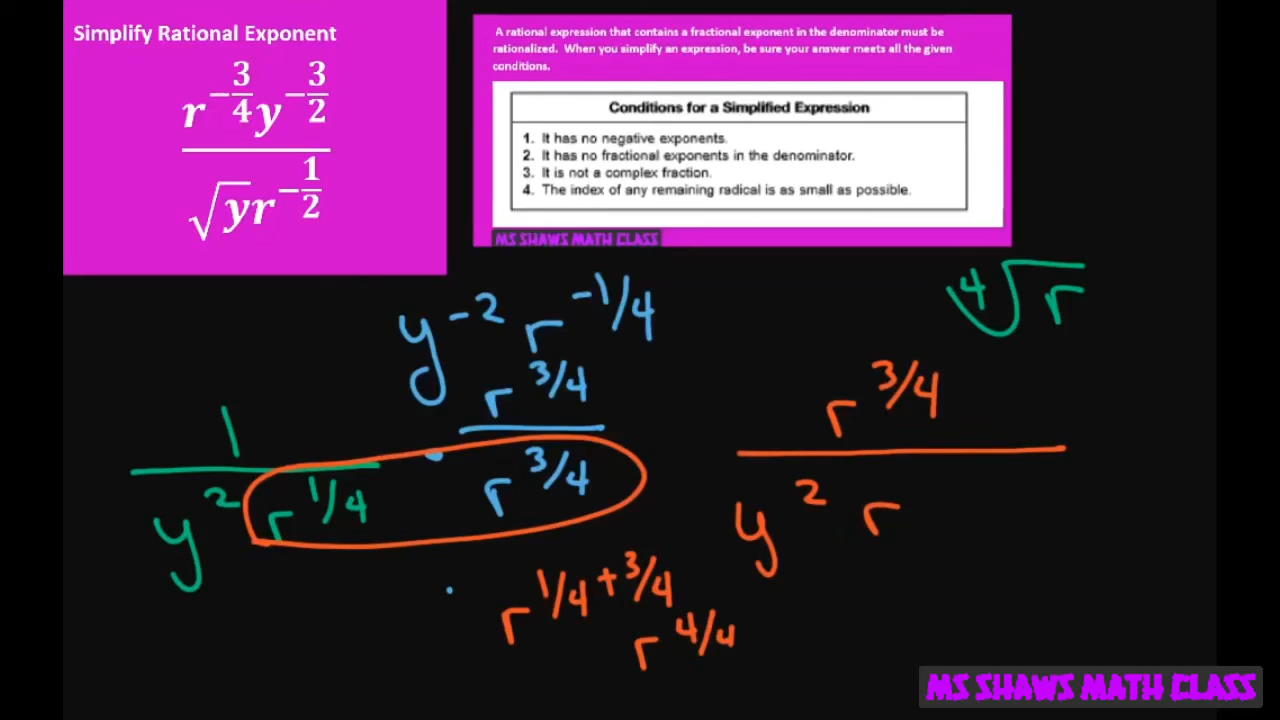 Simplify Rational Exponent
r^{-3/4} y^{-3/2}
√y r^{-1/2}
A rational expression that contains a fractional exponent in the denominator must be
rationalized. When you simplify an expression, be sure your answer meets all the given
conditions.
Conditions for a Simplified Expression
1. It has no negative exponents.
2. It has no fractional exponents in the denominator.
3. It is not a complex fraction.
4. The index of any remaining radical is as small as possible.
MS SHAWS MATH CLASS
y^{-2} r^{-1/4}
⁴√r
r^{3/4}
r^{3/4}
1
y² r^{1/4}
r^{3/4}
y² r
r^{1/4 + 3/4}
r^{4/4}
MS SHAWS MATH CLASS